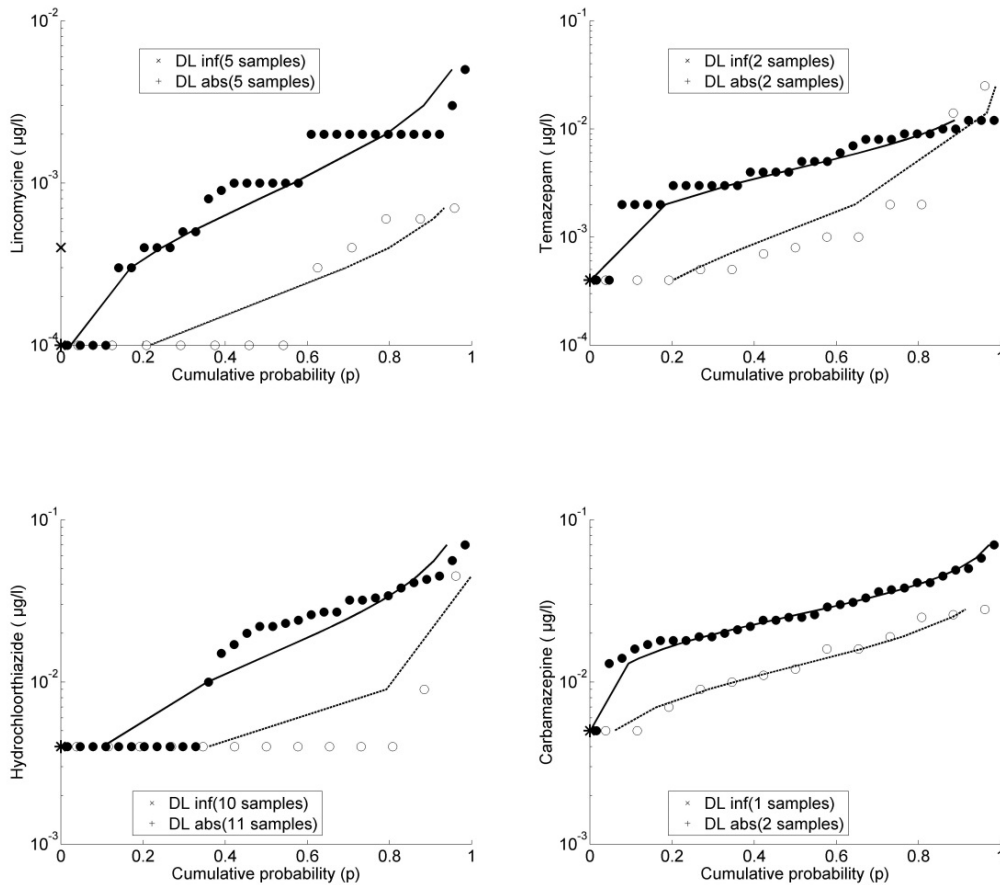 10⁻²
10⁻³
10⁻⁴
Lincomycine ( µg/l)
× DL inf(5 samples)
+ DL abs(5 samples)
0 0.2 0.4 0.6 0.8 1
Cumulative probability (p)
10⁻¹
10⁻²
10⁻³
10⁻⁴
Temazepam ( µg/l)
× DL inf(2 samples)
+ DL abs(2 samples)
0 0.2 0.4 0.6 0.8 1
Cumulative probability (p)
10⁻¹
10⁻²
10⁻³
Hydrochloorthiazide ( µg/l)
× DL inf(10 samples)
+ DL abs(11 samples)
0 0.2 0.4 0.6 0.8 1
Cumulative probability (p)
10⁻¹
10⁻²
10⁻³
Carbamazepine ( µg/l)
× DL inf(1 samples)
+ DL abs(2 samples)
0 0.2 0.4 0.6 0.8 1
Cumulative probability (p)